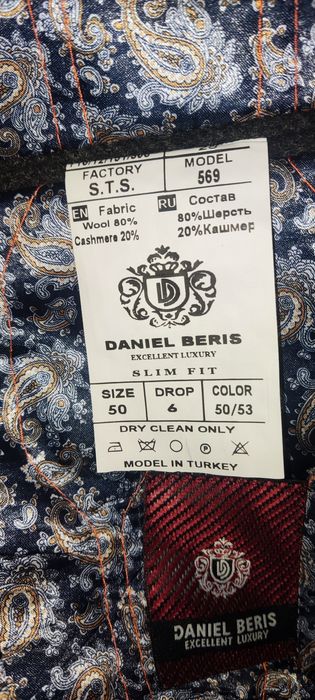 FACTORY MODEL
S.T.S. 569
EN Fabric RU Состав
Wool 80% 80%Шерсть
Cashmere 20% 20%Кашмер
D
DANIEL BERIS
EXCELLENT LUXURY
SLIM FIT
SIZE DROP COLOR
50 6 50/53
DRY CLEAN ONLY
P
MODEL IN TURKEY
D
DANIEL BERIS
EXCELLENT LUXURY